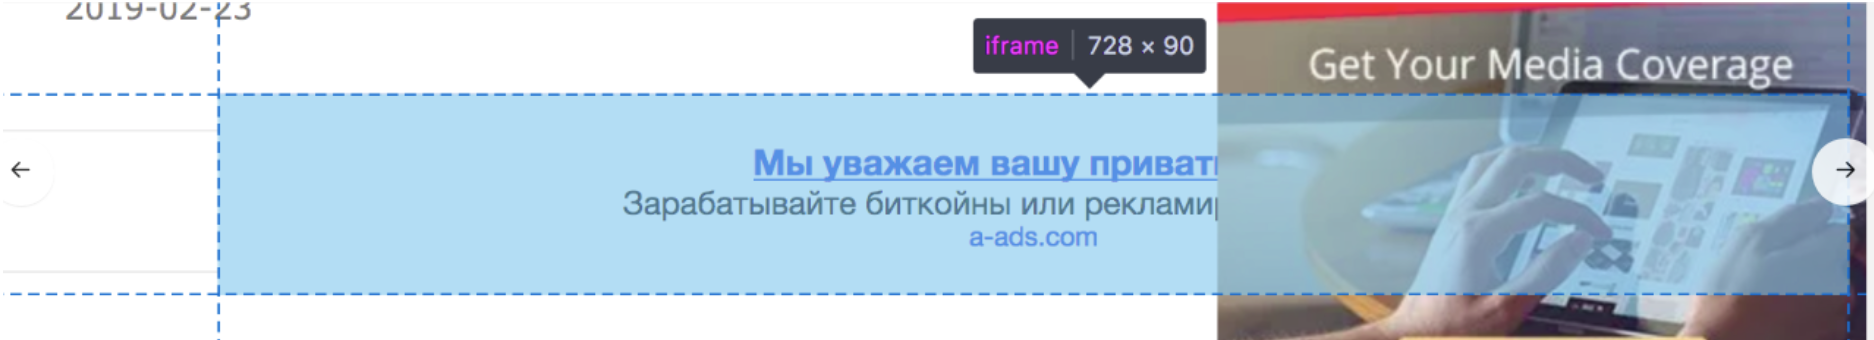 2019-02-23
iframe 728 × 90
Get Your Media Coverage
Мы уважаем вашу приват
Зарабатывайте биткойны или реклами
a-ads.com